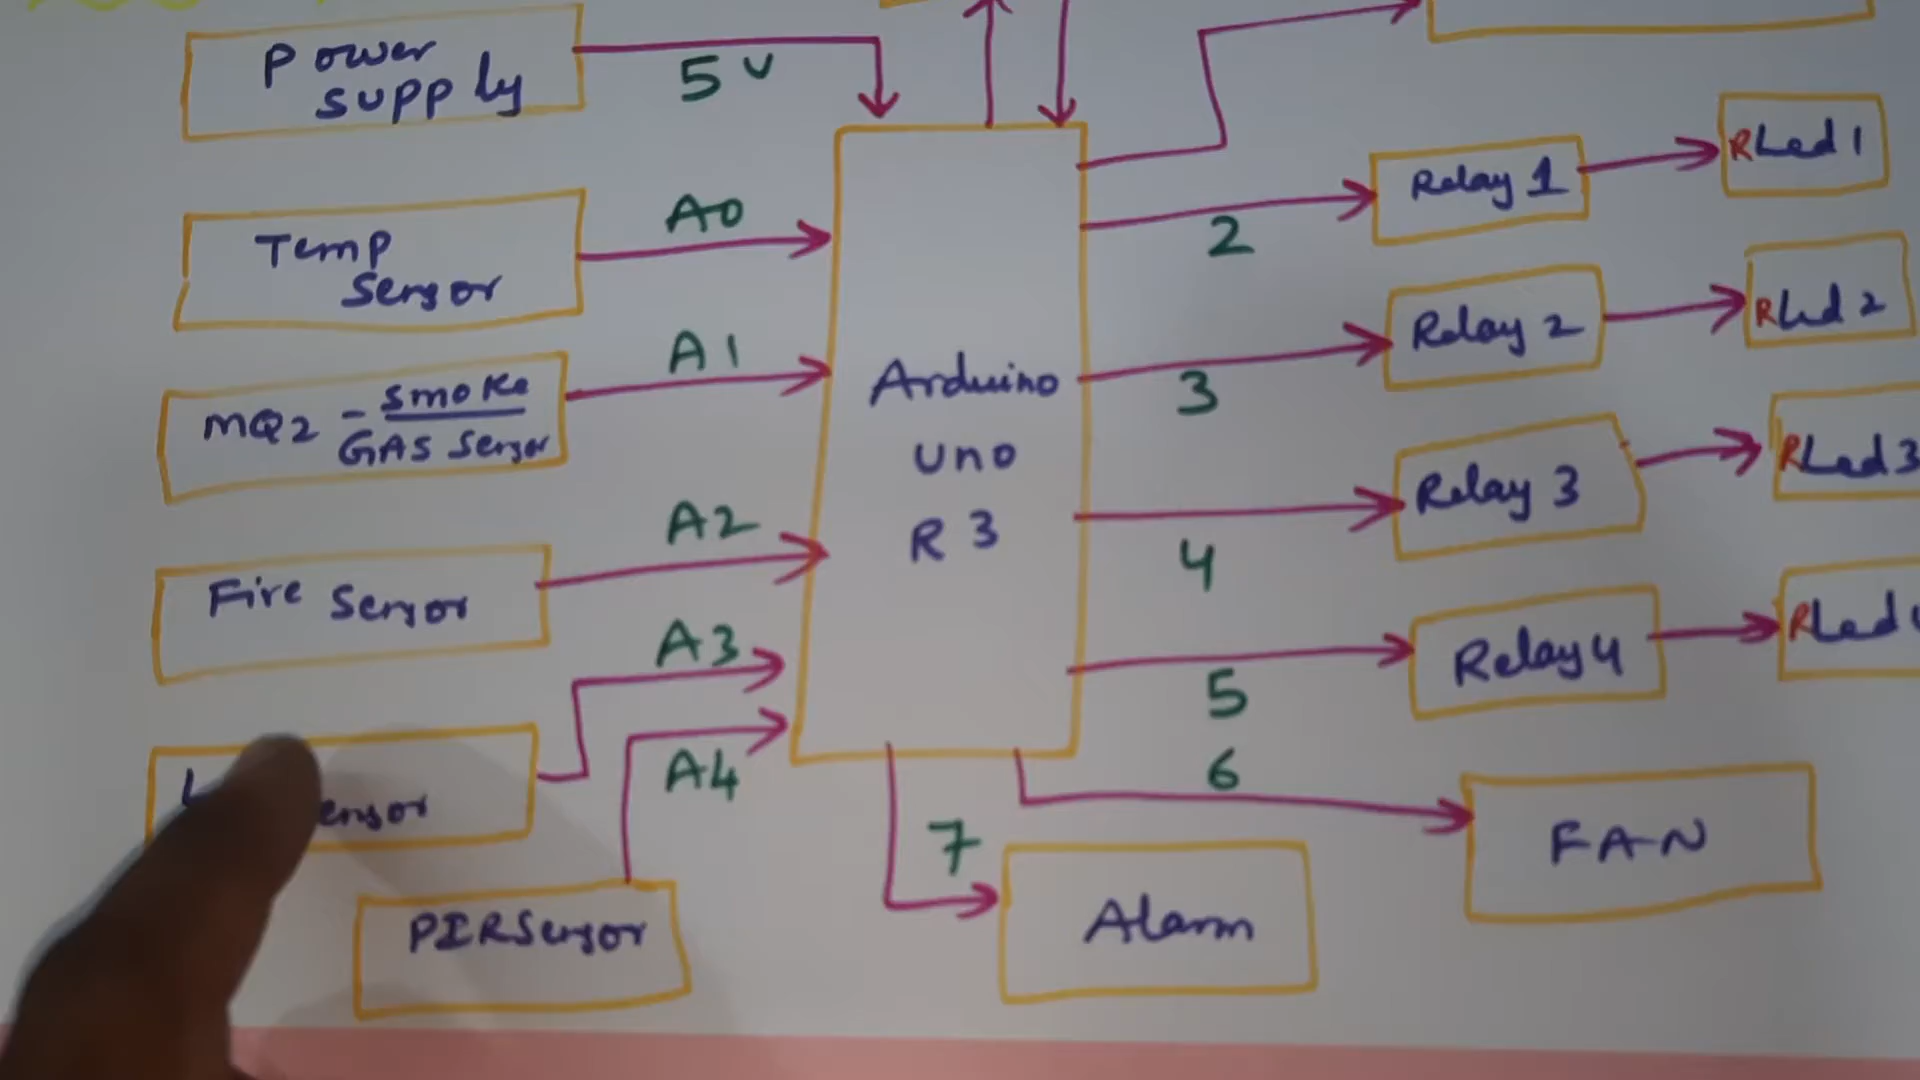 Power
supply
5V
Temp
Sensor
A0
MQ2 - smoke
GAS Sensor
A1
Fire Sensor
A2
A3
ensor
A4
PIR Sensor
Arduino
UNO
R3
2
Relay 1
RLed 1
3
Relay 2
RLed 2
4
Relay 3
RLed 3
5
Relay 4
RLed
6
FAN
7
Alarm